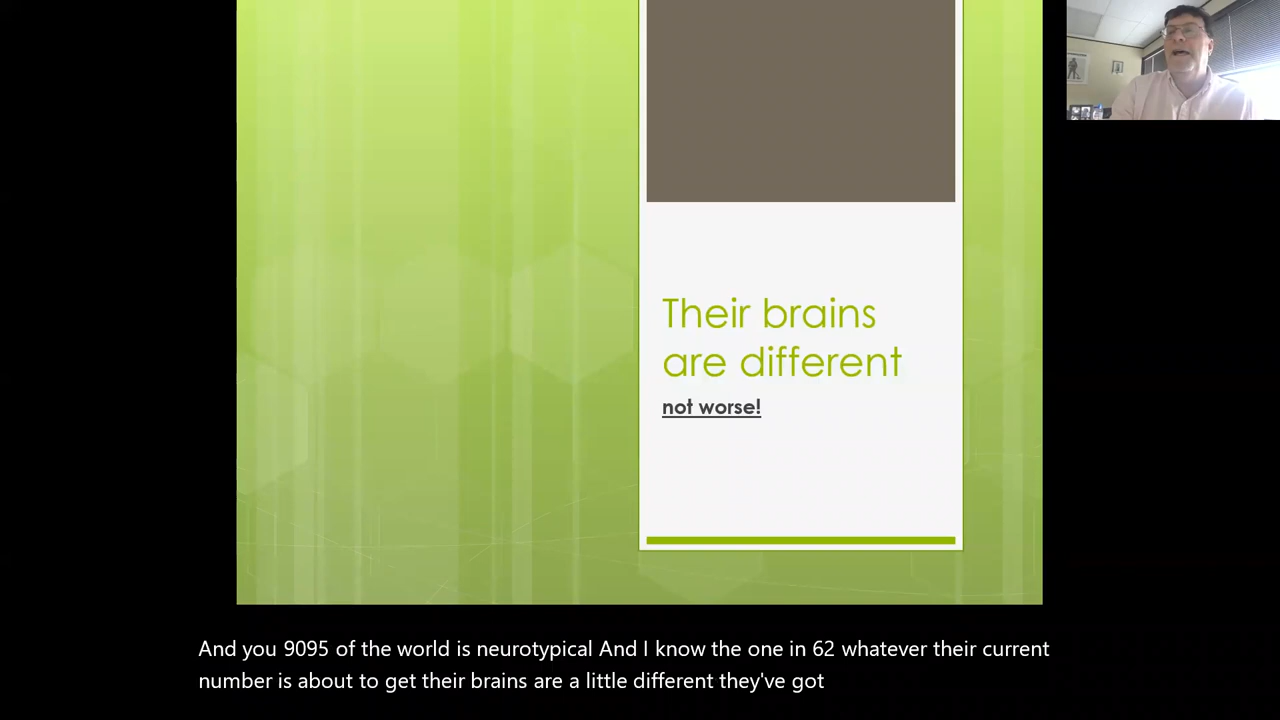 Their brains
are different
not worse!
And you 9095 of the world is neurotypical And I know the one in 62 whatever their current
number is about to get their brains are a little different they've got